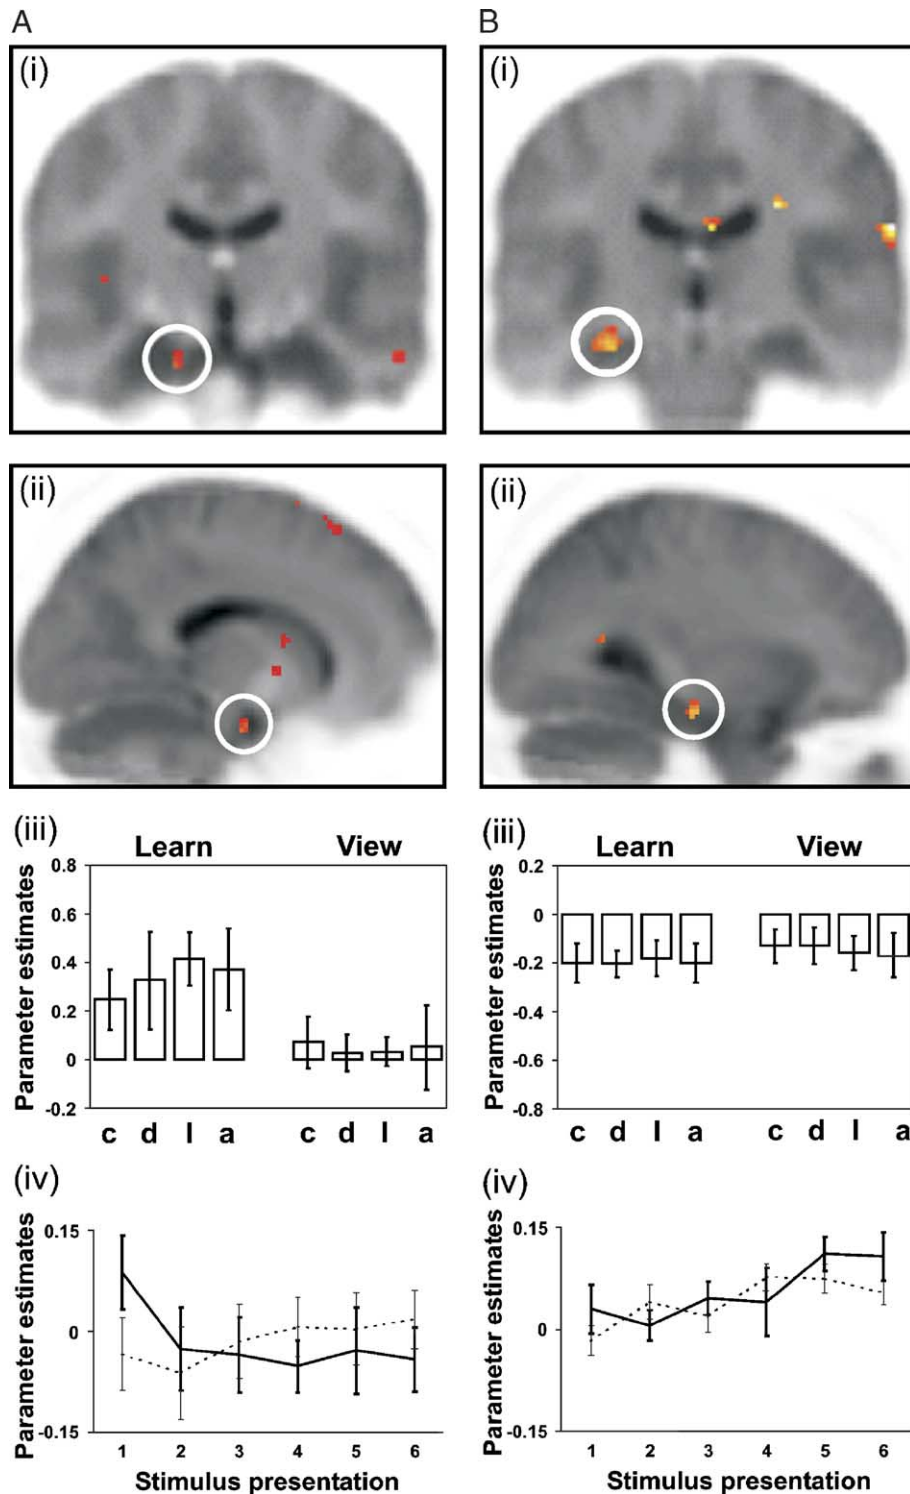 A
(i)
(ii)
(iii)
Learn View
Parameter estimates
0.8
0.6
0.4
0.2
0
-0.2
c d l a c d l a
(iv)
Parameter estimates
0.15
0
-0.15
1 2 3 4 5 6
Stimulus presentation
B
(i)
(ii)
(iii)
Learn View
Parameter estimates
0.2
0
-0.2
-0.4
-0.6
-0.8
c d l a c d l a
(iv)
Parameter estimates
0.15
0
-0.15
1 2 3 4 5 6
Stimulus presentation